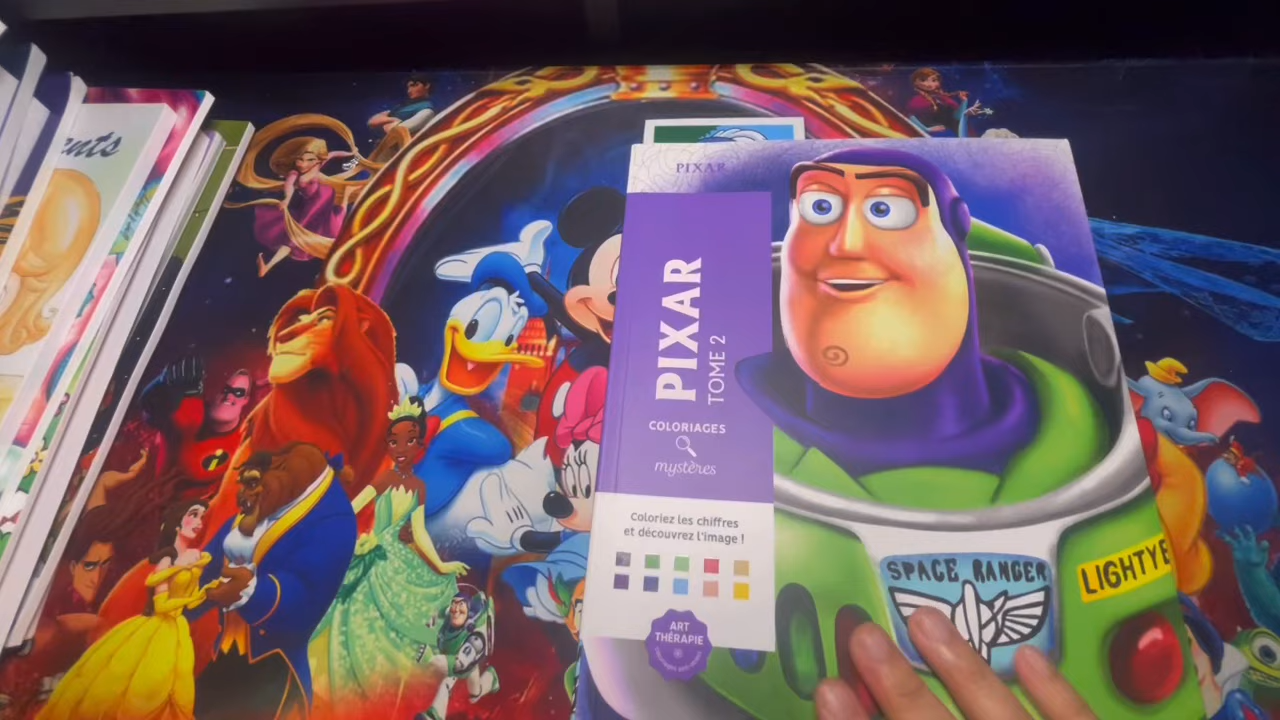 ents
PIXAR
PIXAR
TOME 2
COLORIAGES
mystères
Coloriez les chiffres
et découvrez l'image !
ART
THÉRAPIE
SPACE RANGER
LIGHTYE